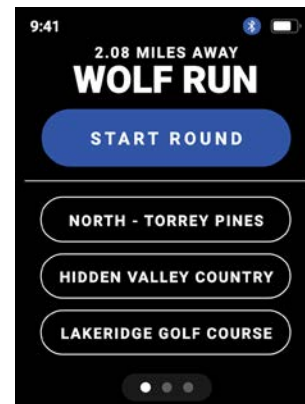 9:41
2.08 MILES AWAY
WOLF RUN
START ROUND
NORTH - TORREY PINES
HIDDEN VALLEY COUNTRY
LAKERIDGE GOLF COURSE